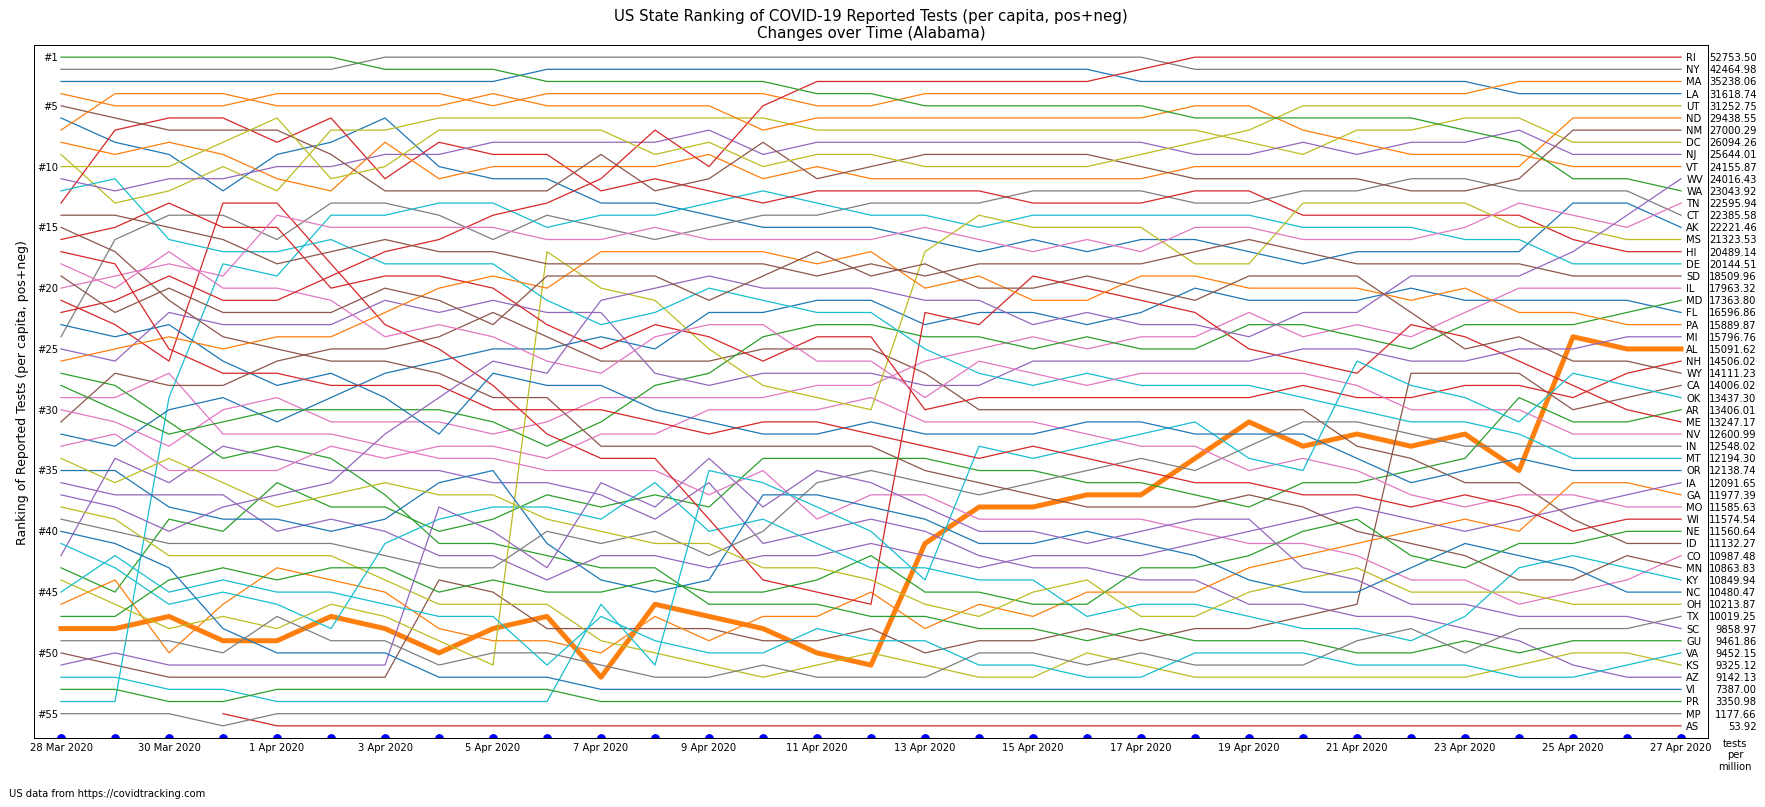 US State Ranking of COVID-19 Reported Tests (per capita, pos+neg)
Changes over Time (Alabama)
Ranking of Reported Tests (per capita, pos+neg)
#1
#5
#10
#15
#20
#25
#30
#35
#40
#45
#50
#55
RI 52753.50
NY 42464.98
MA 35238.06
LA 31618.74
UT 31252.75
ND 29438.55
NM 27000.29
DC 26094.26
NJ 25644.01
VT 24155.87
WV 24016.43
WA 23043.92
TN 22595.94
CT 22385.58
AK 22221.46
MS 21323.53
HI 20489.14
DE 20144.51
SD 18509.96
IL 17963.32
MD 17363.80
FL 16596.86
PA 15889.87
MI 15796.76
AL 15091.62
NH 14506.02
WY 14111.23
CA 14006.02
OK 13437.30
AR 13406.01
ME 13247.17
NV 12600.99
IN 12548.02
MT 12194.30
OR 12138.74
IA 12091.65
GA 11977.39
MO 11585.63
WI 11574.54
NE 11560.64
ID 11132.27
CO 10987.48
MN 10863.83
KY 10849.94
NC 10480.47
OH 10213.87
TX 10019.25
SC 9858.97
GU 9461.86
VA 9452.15
KS 9325.12
AZ 9142.13
VI 7387.00
PR 3350.98
MP 1177.66
AS 53.92
28 Mar 2020 30 Mar 2020 1 Apr 2020 3 Apr 2020 5 Apr 2020 7 Apr 2020 9 Apr 2020 11 Apr 2020 13 Apr 2020 15 Apr 2020 17 Apr 2020 19 Apr 2020 21 Apr 2020 23 Apr 2020 25 Apr 2020 27 Apr 2020
tests
per
million
US data from https://covidtracking.com